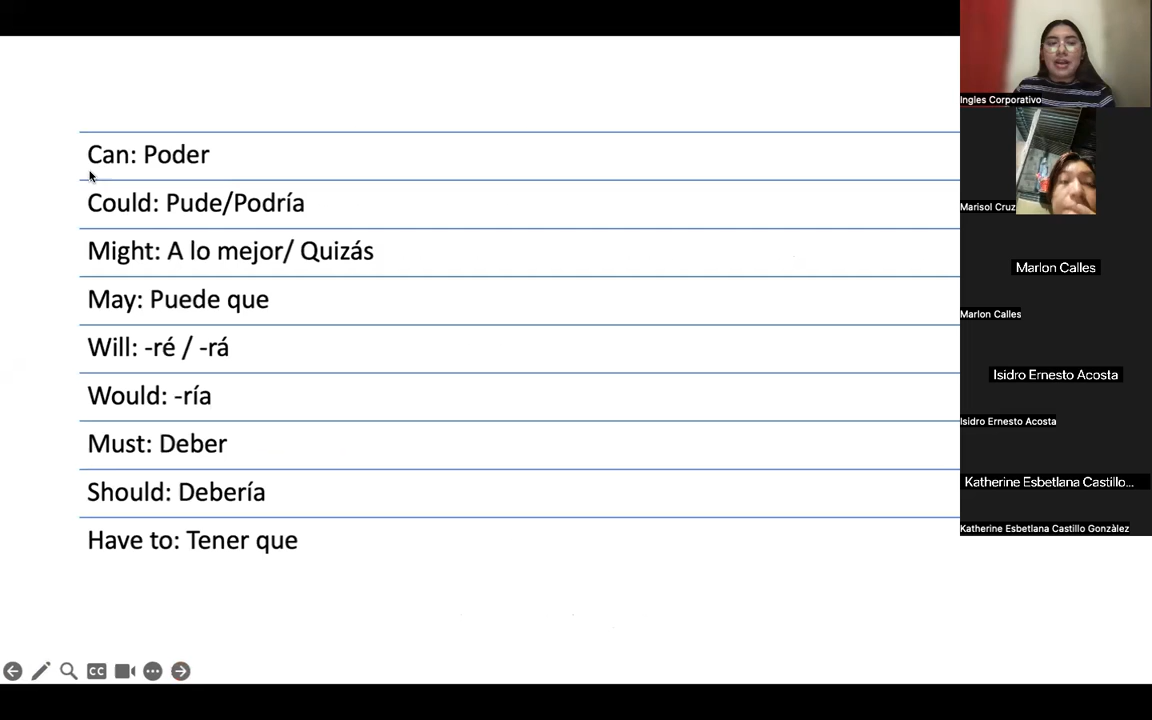 Can: Poder
Could: Pude/Podría
Might: A lo mejor/ Quizás
May: Puede que
Will: -ré / -rá
Would: -ría
Must: Deber
Should: Debería
Have to: Tener que
CC
Ingles Corporativo
Marisol Cruz
Marlon Calles
Marlon Calles
Isidro Ernesto Acosta
Isidro Ernesto Acosta
Katherine Esbetlana Castillo...
Katherine Esbetlana Castillo Gonzàlez